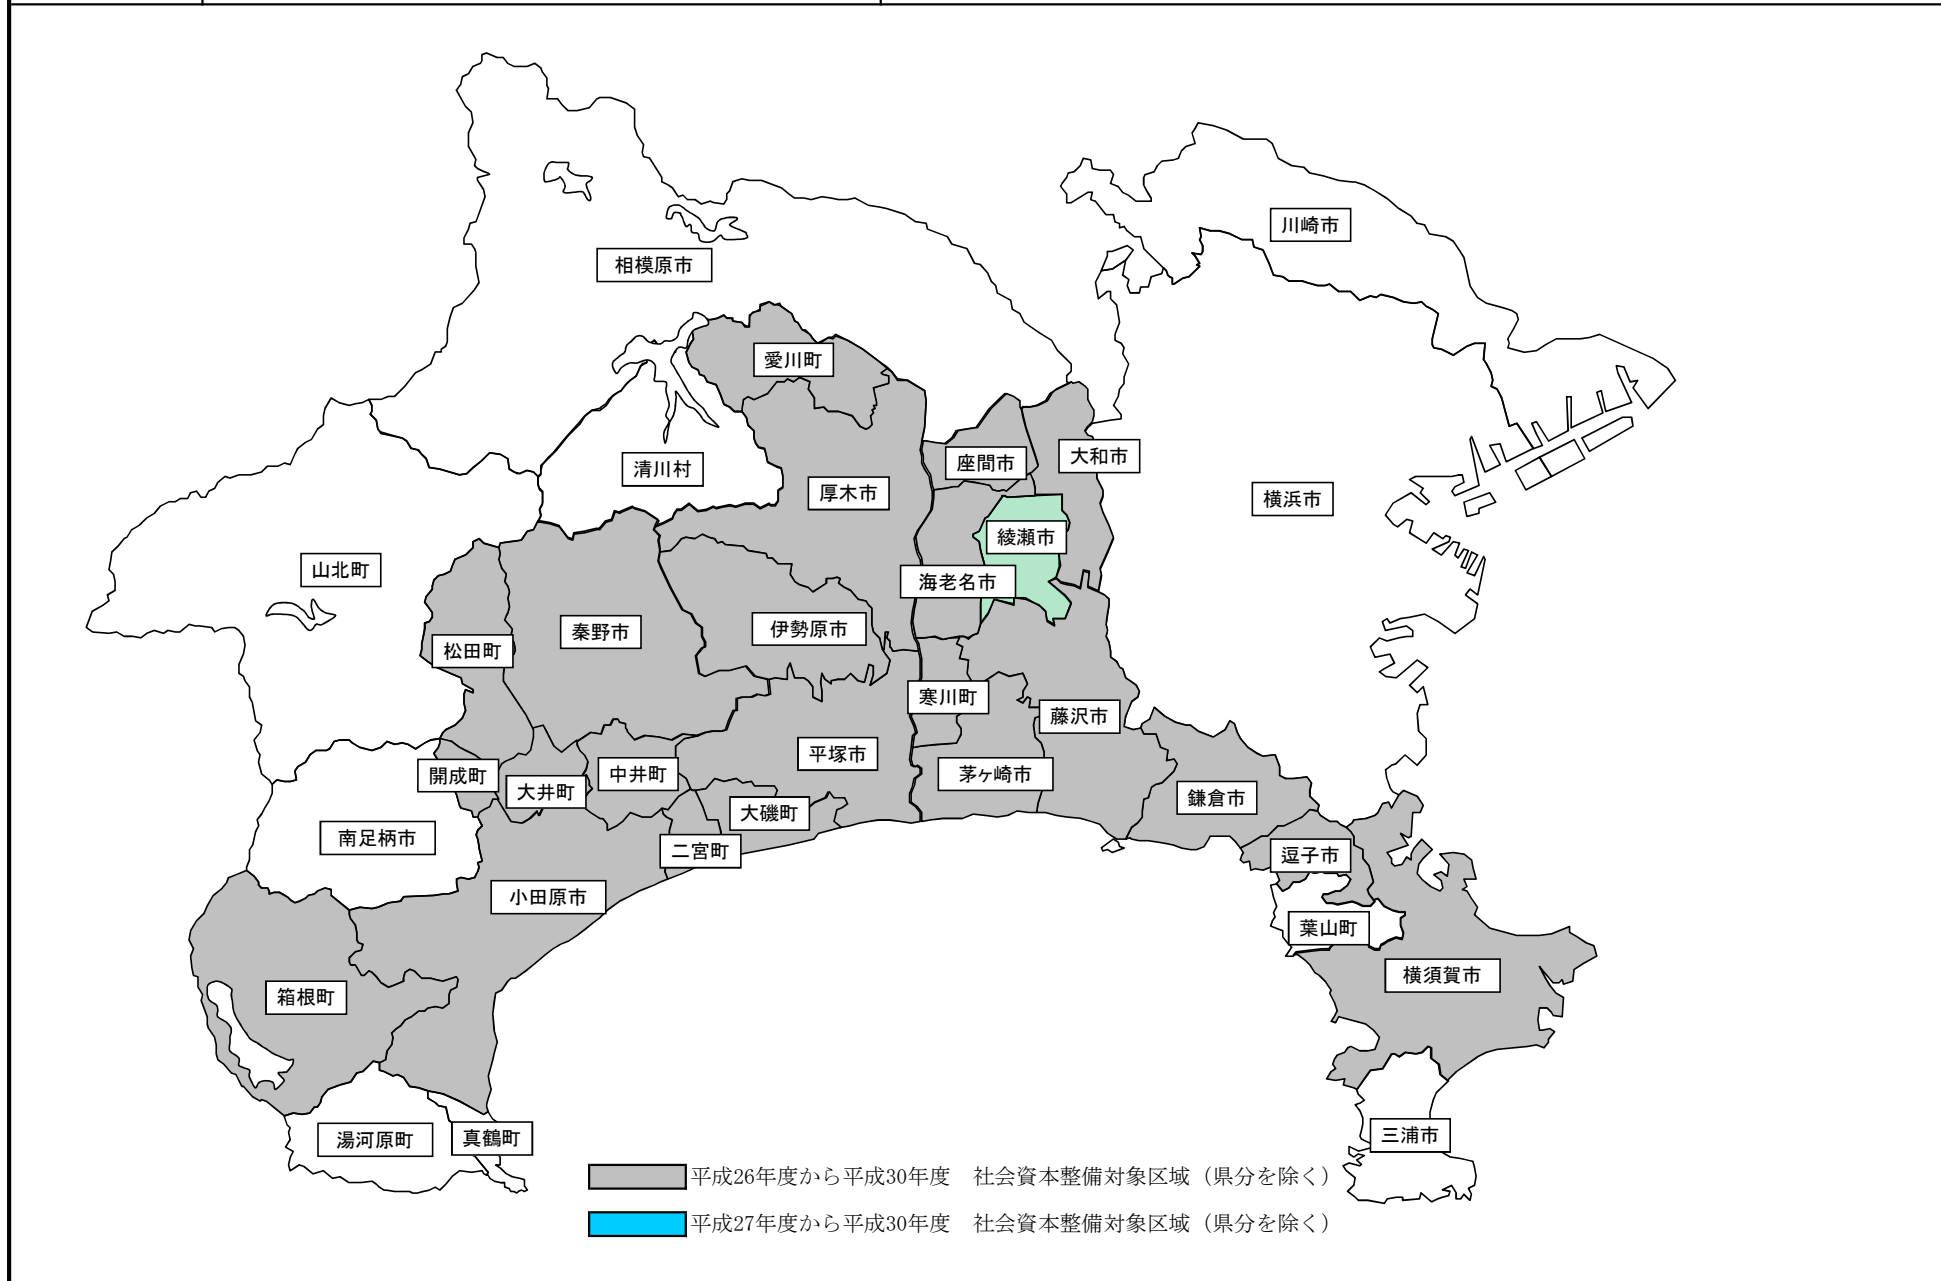 川崎市
相模原市
愛川町
大和市
座間市
清川村
厚木市
横浜市
綾瀬市
山北町
海老名市
伊勢原市
秦野市
松田町
寒川町
藤沢市
平塚市
中井町
茅ヶ崎市
開成町
大井町
鎌倉市
大磯町
南足柄市
二宮町
逗子市
小田原市
葉山町
横須賀市
箱根町
三浦市
湯河原町
真鶴町
平成26年度から平成30年度　社会資本整備対象区域（県分を除く）
平成27年度から平成30年度　社会資本整備対象区域（県分を除く）